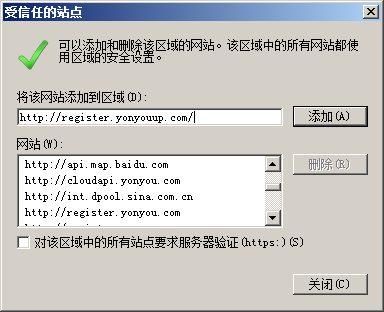 受信任的站点
可以添加和删除该区域的网站。该区域中的所有网站都使
用区域的安全设置。
将该网站添加到区域(D):
http://register.yonyouup.com/
添加(A)
网站(W):
http://api.map.baidu.com
http://cloudapi.yonyou.com
http://int.dpool.sina.com.cn
http://register.yonyou.com
删除(R)
对该区域中的所有站点要求服务器验证(https:)(S)
关闭(C)